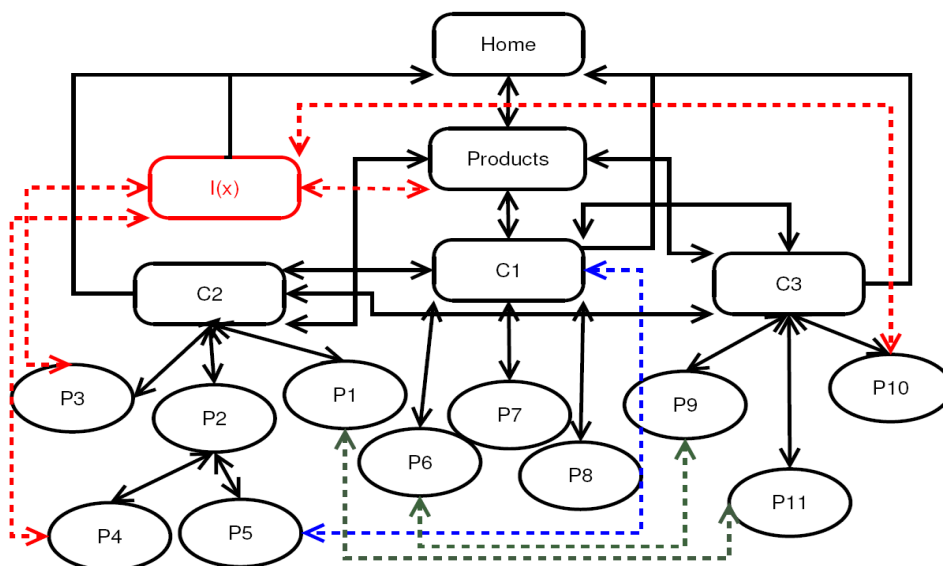 Home
Products
I(x)
C1
C2
C3
P3
P2
P1
P7
P6
P8
P9
P10
P11
P4
P5